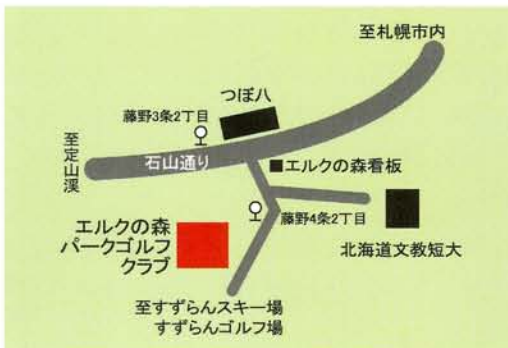 至札幌市内
つぼ八
藤野3条2丁目
至定山渓
石山通り
エルクの森看板
藤野4条2丁目
エルクの森
パークゴルフ
クラブ
北海道文教短大
至すずらんスキー場
すずらんゴルフ場